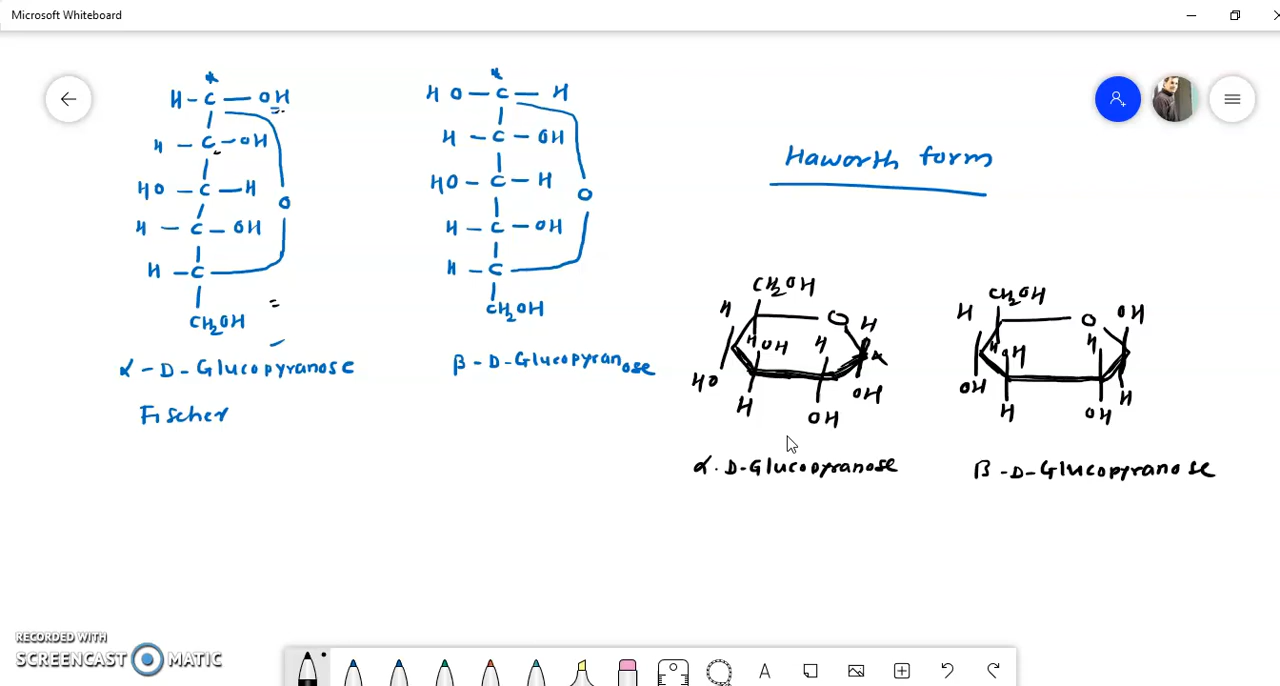 Microsoft Whiteboard
*
H - C - OH
H - C - OH
HO - C - H
O
H - C - OH
H - C
CH2OH
α - D - Glucopyranose
Fischer
*
HO - C - H
H - C - OH
HO - C - H
O
H - C - OH
H - C
CH2OH
β - D - Glucopyranose
Haworth form
CH2OH
H
O
H
H
OH
H
HO
OH
H
OH
α. D-Glucopyranose
CH2OH
H
O
OH
H
H
OH
H
OH
H
β - D - Glucopyranose
RECORDED WITH
SCREENCAST MATIC
A